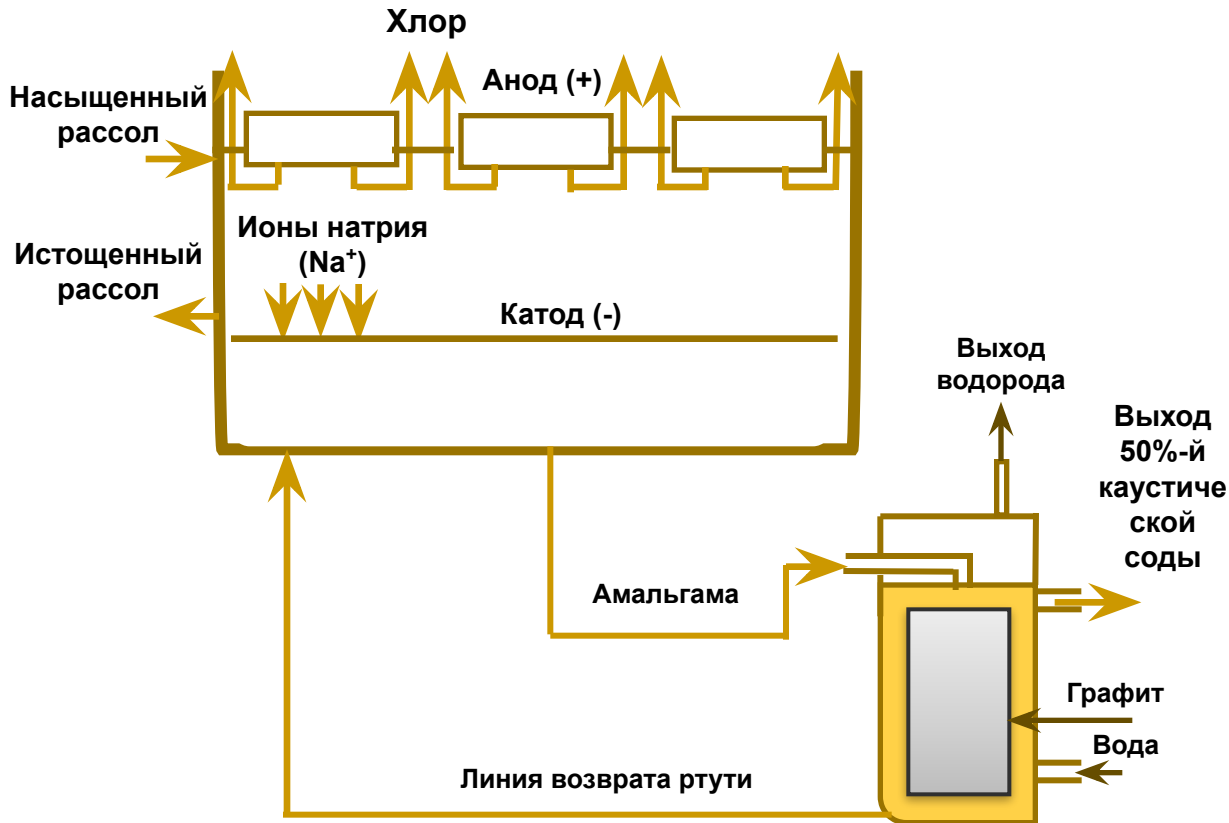 Хлор
Анод (+)
Насыщенный
рассол
Ионы натрия
(Na⁺)
Истощенный
рассол
Катод (-)
Выход
водорода
Выход
50%-й
каустиче
ской
соды
Амальгама
Графит
Вода
Линия возврата ртути